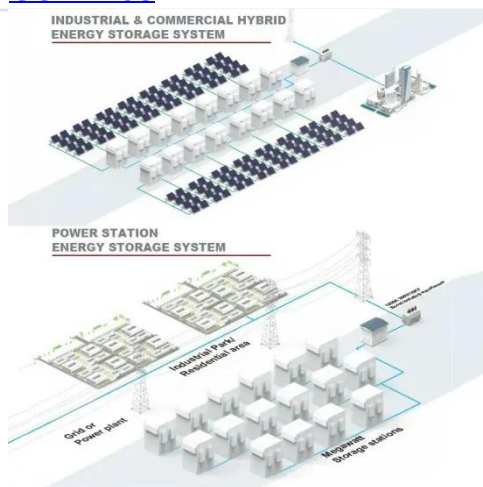 INDUSTRIAL & COMMERCIAL HYBRID
ENERGY STORAGE SYSTEM
POWER STATION
ENERGY STORAGE SYSTEM
Industrial Park/
Residential area
Grid or
Power plant
Megawatt
Storage stations